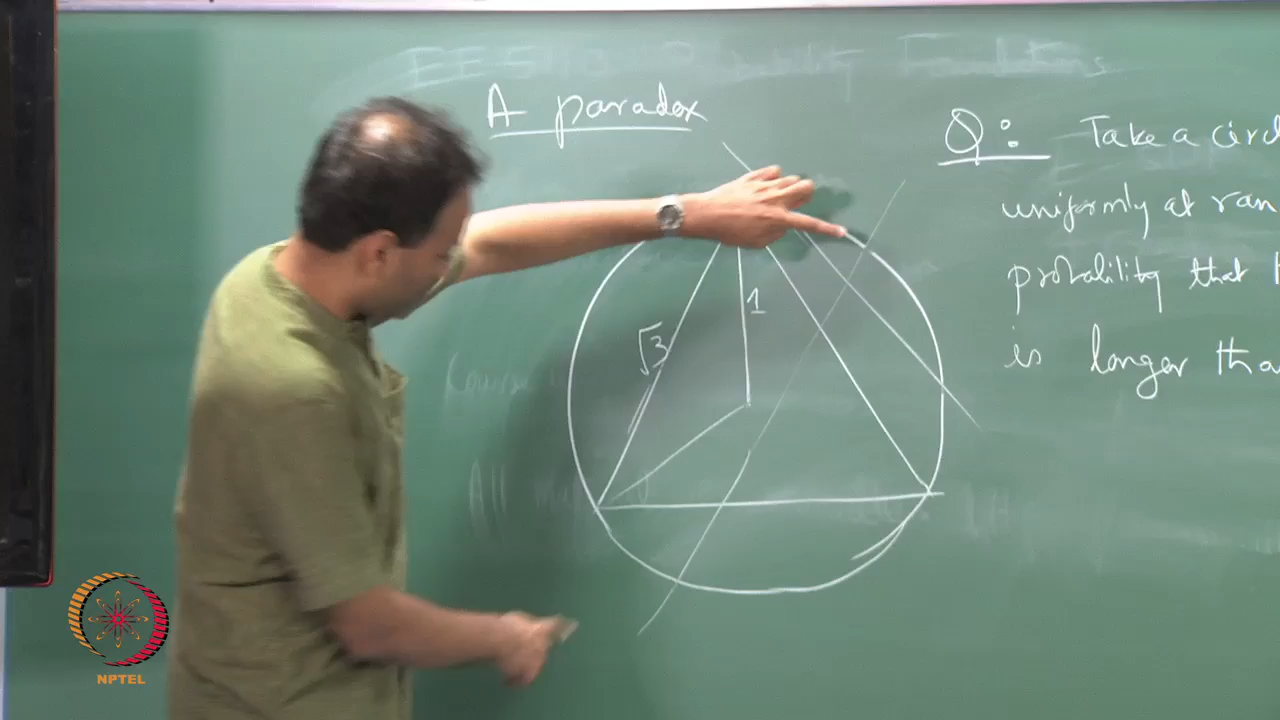 A paradox
Q: Take a circ
uniformly at ran
probability that
is longer tha
1
√3
NPTEL